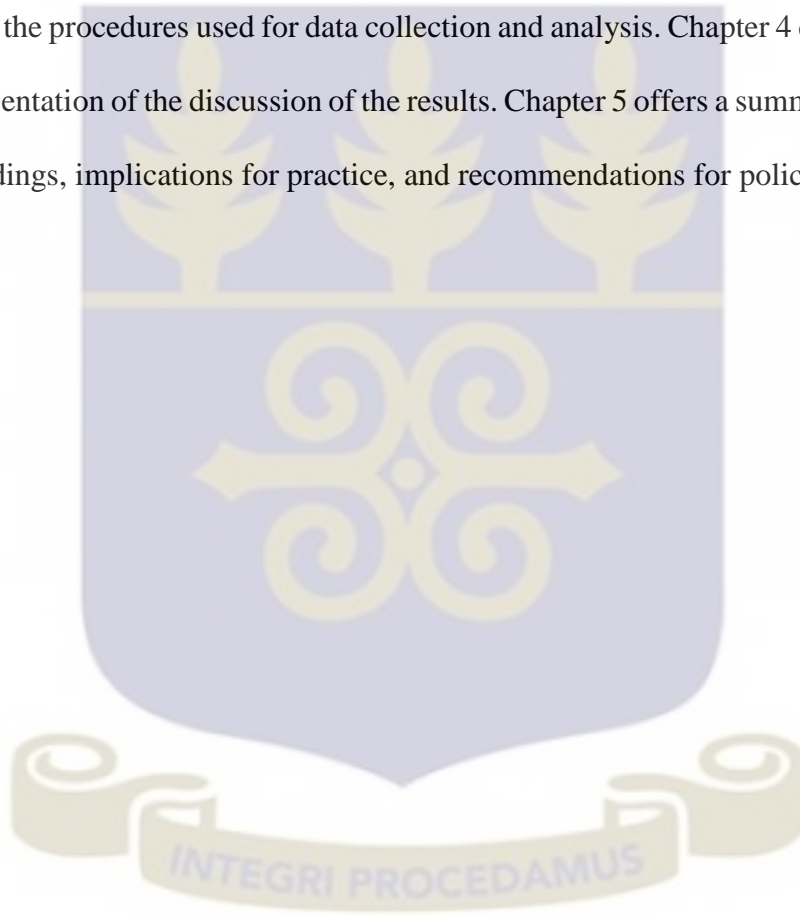 the procedures used for data collection and analysis. Chapter 4
entation of the discussion of the results. Chapter 5 offers a sum
dings, implications for practice, and recommendations for polic
INTEGRI PROCEDAMUS